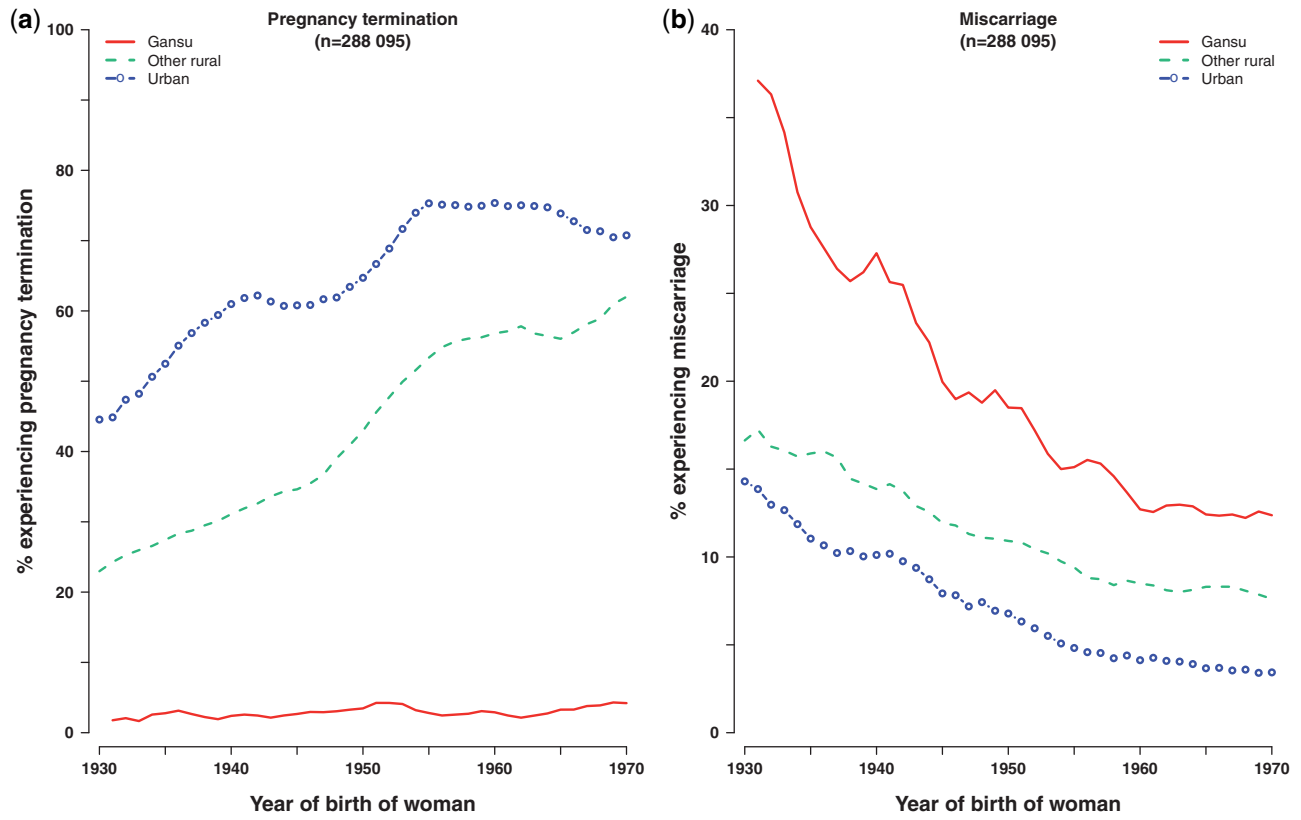 (a)
Pregnancy termination
(n=288 095)
Gansu
Other rural
Urban
% experiencing pregnancy termination
100
80
60
40
20
0
1930 1940 1950 1960 1970
Year of birth of woman
(b)
Miscarriage
(n=288 095)
Gansu
Other rural
Urban
% experiencing miscarriage
40
30
20
10
0
1930 1940 1950 1960 1970
Year of birth of woman